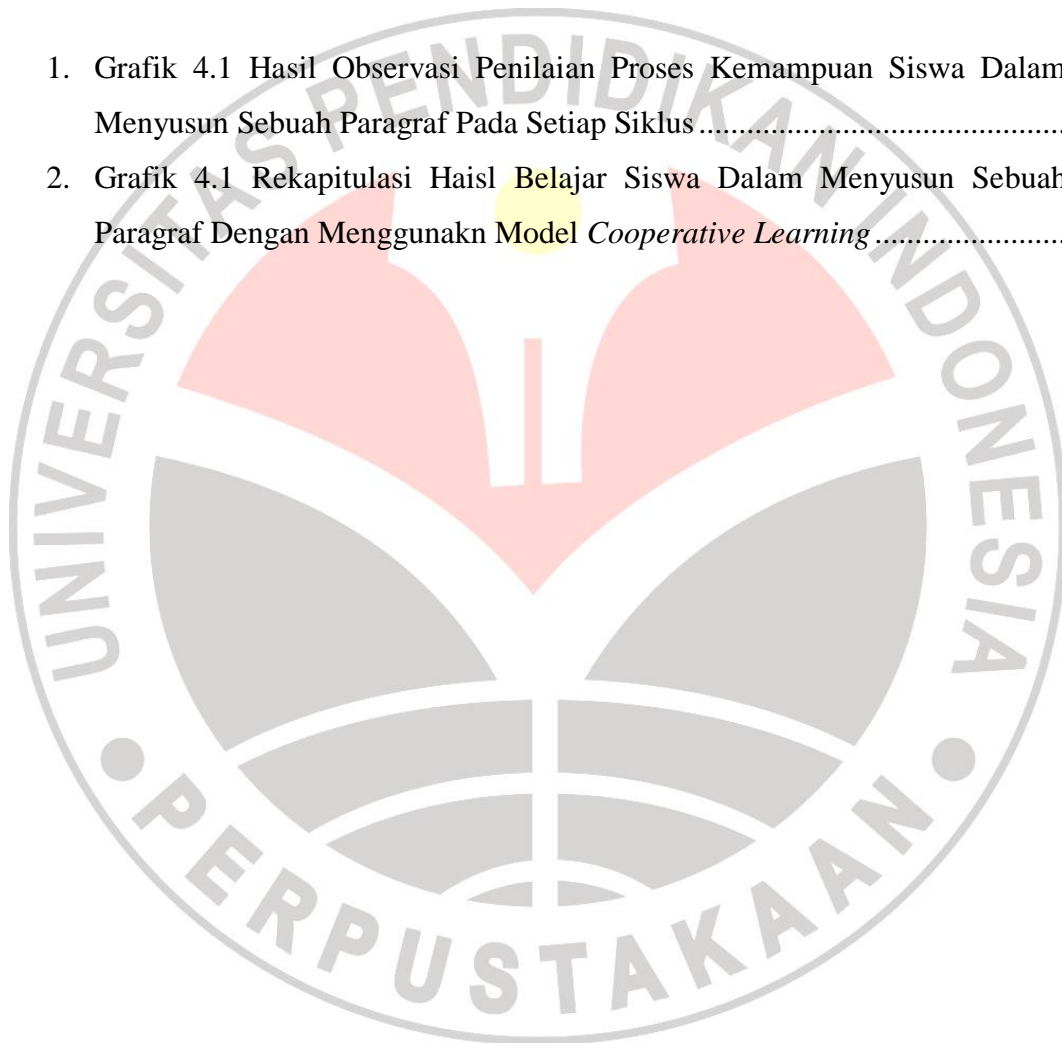 1. Grafik 4.1 Hasil Observasi Penilaian Proses Kemampuan Siswa Dalam
Menyusun Sebuah Paragraf Pada Setiap Siklus.......................................
2. Grafik 4.1 Rekapitulasi Haisl Belajar Siswa Dalam Menyusun Sebuah
Paragraf Dengan Menggunakn Model Cooperative Learning......................
UNIVERSITAS PENDIDIKAN INDONESIA
PERPUSTAKAAN